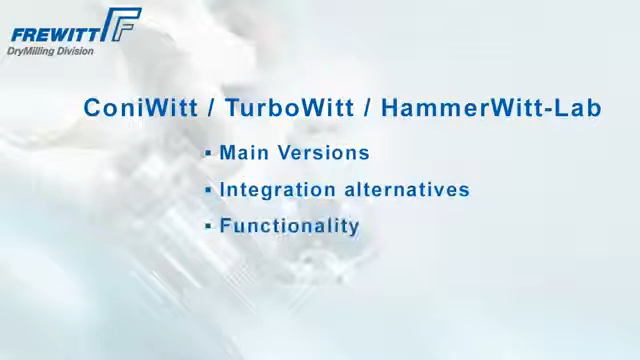 FREWITT
DryMilling Division
ConiWitt / TurboWitt / HammerWitt-Lab
▪ Main Versions
▪ Integration alternatives
▪ Functionality